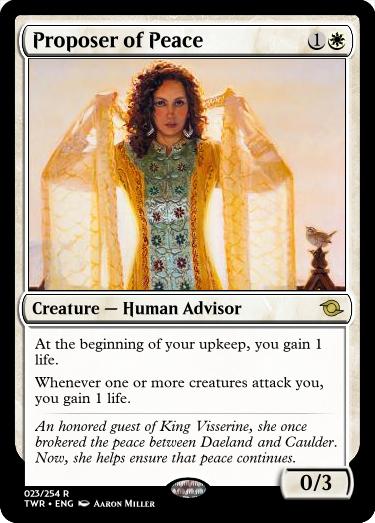 Proposer of Peace 1
Creature — Human Advisor
At the beginning of your upkeep, you gain 1
life.
Whenever one or more creatures attack you,
you gain 1 life.
An honored guest of King Visserine, she once
brokered the peace between Daeland and Caulder.
Now, she helps ensure that peace continues.
0/3
023/254 R
TWR • ENG Aaron Miller